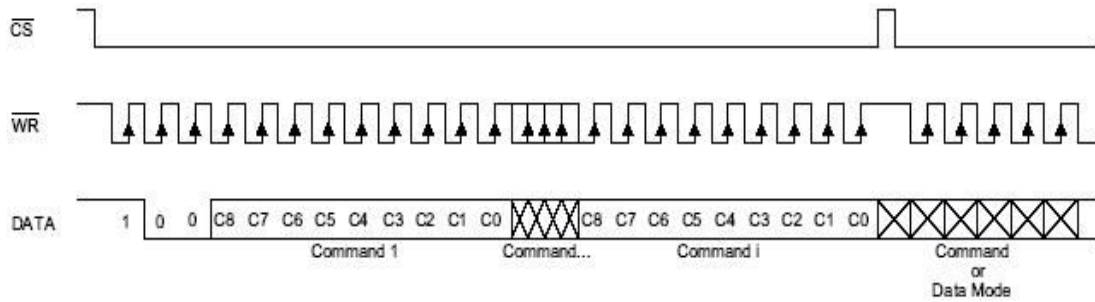 CS
WR
DATA 1 0 0 C8 C7 C6 C5 C4 C3 C2 C1 C0 C8 C7 C6 C5 C4 C3 C2 C1 C0
Command 1 Command... Command i Command
or
Data Mode